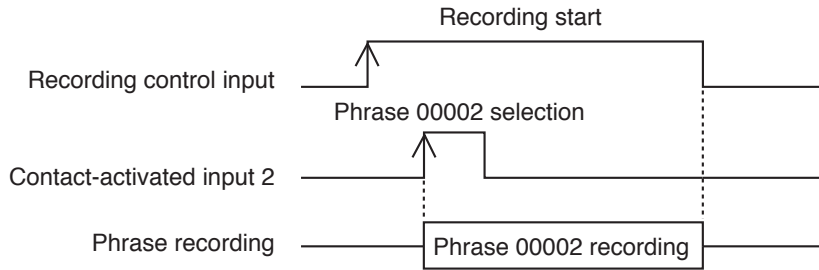 Recording start
Recording control input
Phrase 00002 selection
Contact-activated input 2
Phrase recording
Phrase 00002 recording